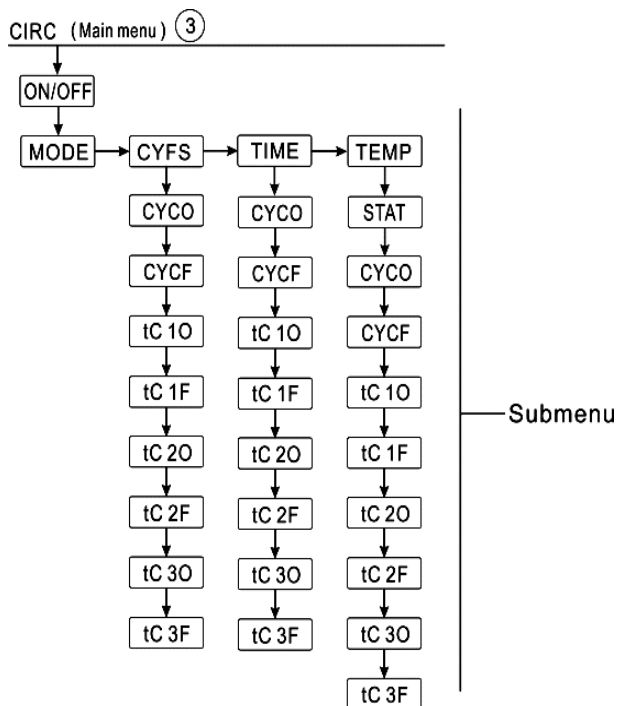 CIRC (Main menu) 3
ON/OFF
MODE CYFS TIME TEMP
CYCO CYCO STAT
CYCF CYCF CYCO
tC 1O tC 1O CYCF
tC 1F tC 1F tC 1O
tC 2O tC 2O tC 1F
Submenu
tC 2F tC 2F tC 2O
tC 3O tC 3O tC 2F
tC 3F tC 3F tC 3O
tC 3F